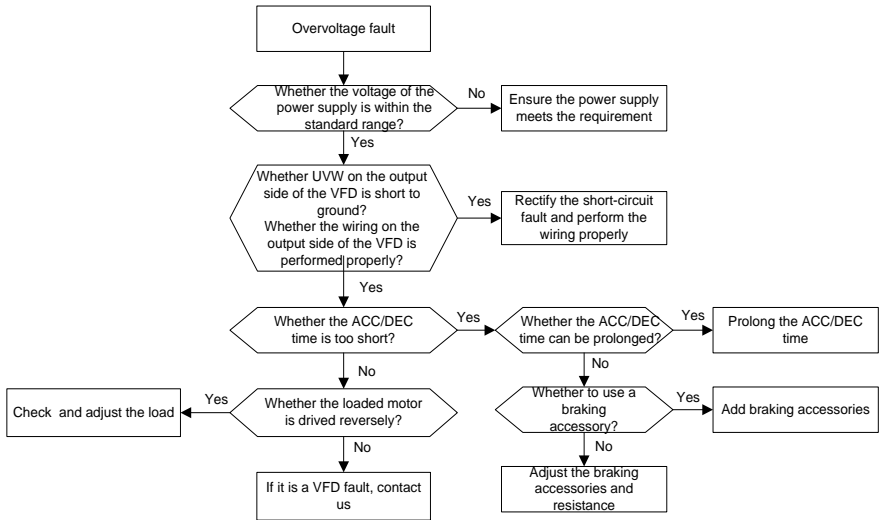 Overvoltage fault
Whether the voltage of the
power supply is within the
standard range?
No
Ensure the power supply
meets the requirement
Yes
Whether UVW on the output
side of the VFD is short to
ground?
Whether the wiring on the
output side of the VFD is
performed properly?
Yes
Rectify the short-circuit
fault and perform the
wiring properly
Yes
Whether the ACC/DEC
time is too short?
Yes
Whether the ACC/DEC
time can be prolonged?
Yes
Prolong the ACC/DEC
time
No
No
Check  and adjust the load
Yes
Whether the loaded motor
is drived reversely?
Whether to use a
braking
accessory?
Yes
Add braking accessories
No
No
If it is a VFD fault, contact
us
Adjust the braking
accessories and
resistance